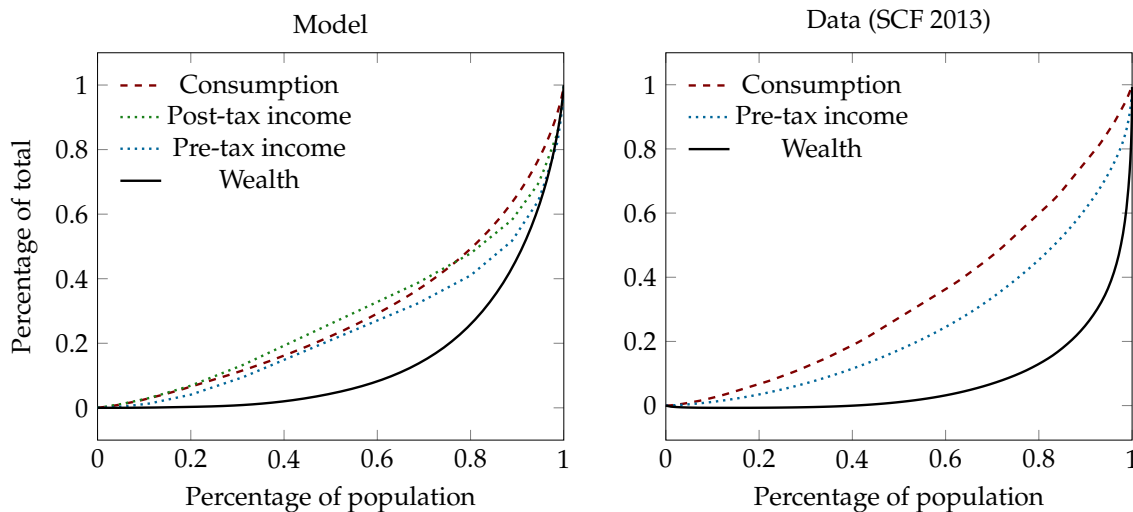 Model
Percentage of total
1
0.8
0.6
0.4
0.2
0
Consumption
Post-tax income
Pre-tax income
Wealth
0 0.2 0.4 0.6 0.8 1
Percentage of population
Data (SCF 2013)
1
0.8
0.6
0.4
0.2
0
Consumption
Pre-tax income
Wealth
0 0.2 0.4 0.6 0.8 1
Percentage of population